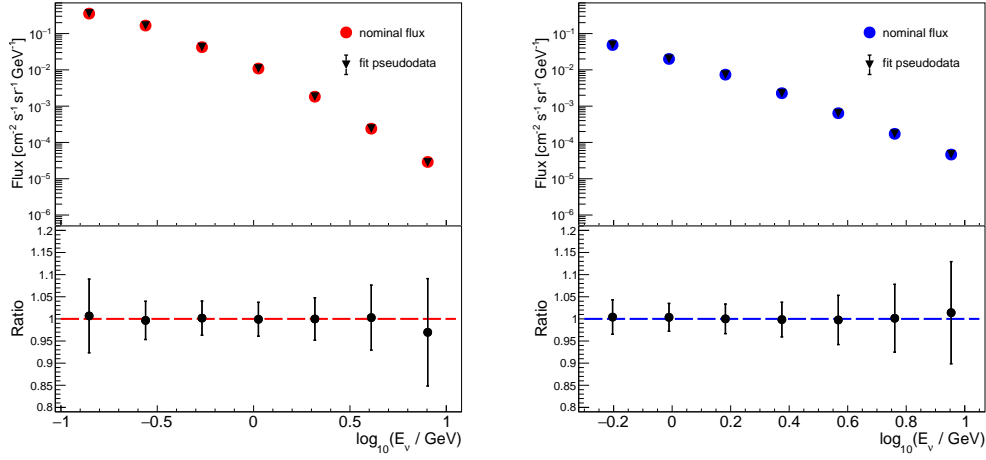 Flux [cm⁻² s⁻¹ sr⁻¹ GeV⁻¹]
10⁻¹
10⁻²
10⁻³
10⁻⁴
10⁻⁵
10⁻⁶
nominal flux
fit pseudodata
Ratio
1.2
1.15
1.1
1.05
1
0.95
0.9
0.85
0.8
−1 −0.5 0 0.5 1
log₁₀(Eᵥ / GeV)
Flux [cm⁻² s⁻¹ sr⁻¹ GeV⁻¹]
10⁻¹
10⁻²
10⁻³
10⁻⁴
10⁻⁵
10⁻⁶
nominal flux
fit pseudodata
Ratio
1.2
1.15
1.1
1.05
1
0.95
0.9
0.85
0.8
−0.2 0 0.2 0.4 0.6 0.8 1
log₁₀(Eᵥ / GeV)